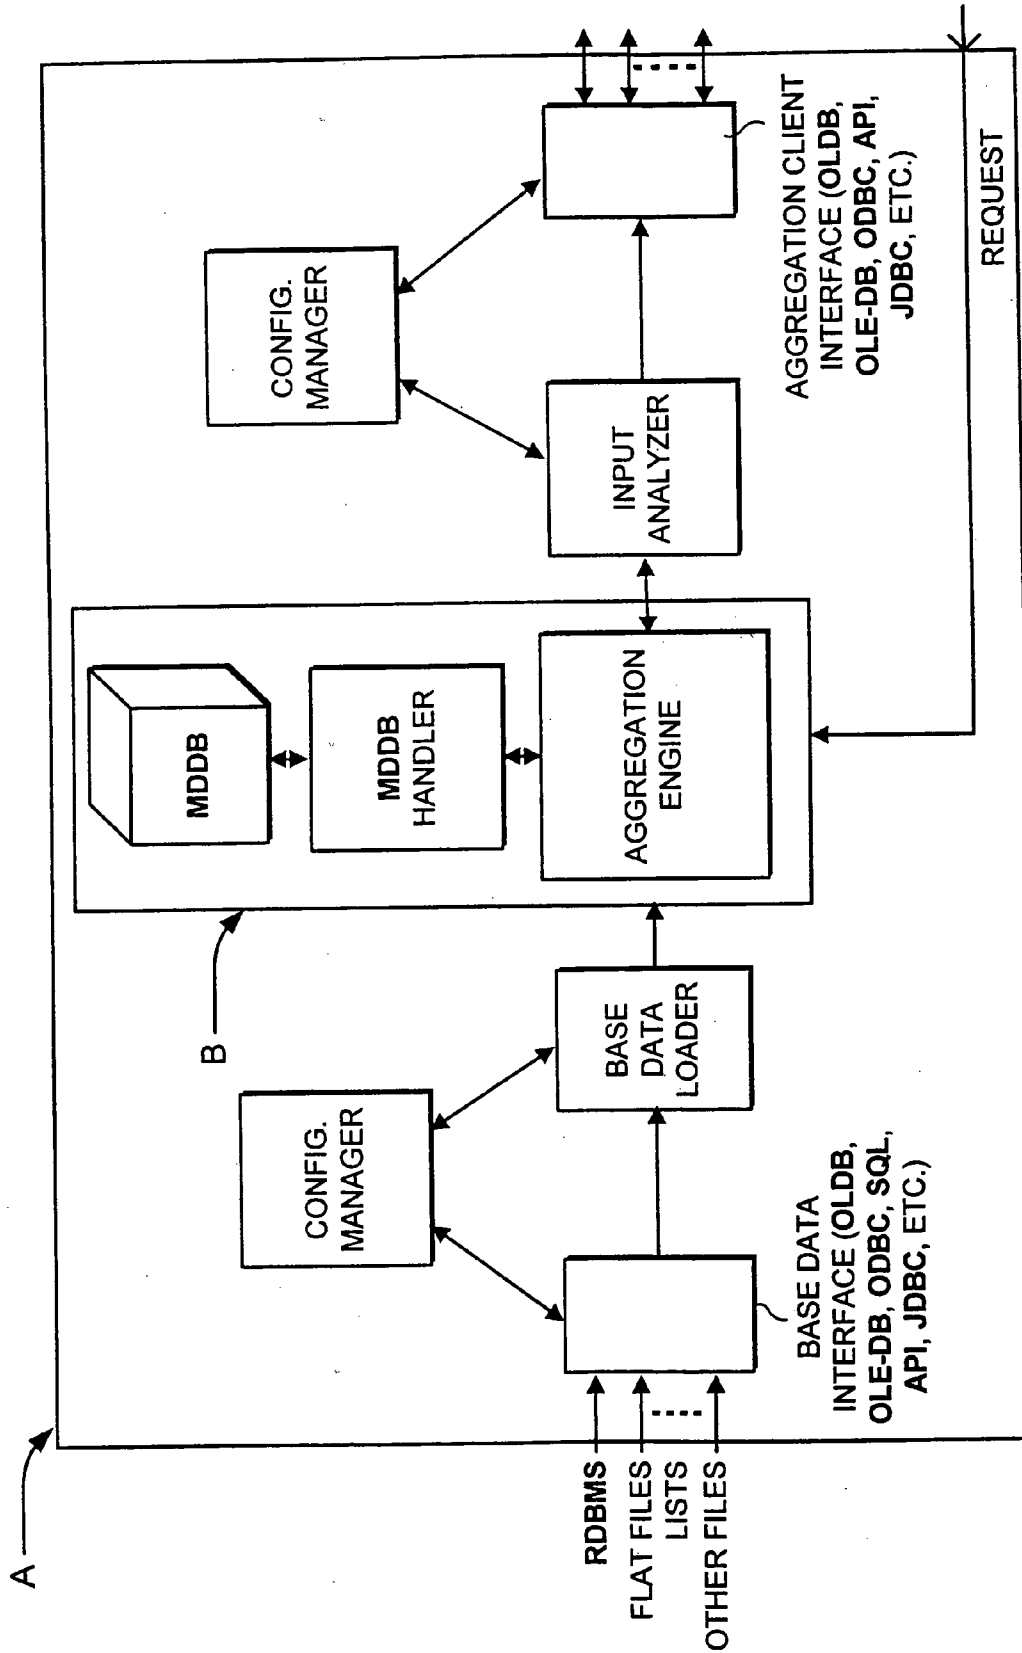 A
B
MDDB
MDDB
HANDLER
AGGREGATION
ENGINE
CONFIG.
MANAGER
CONFIG.
MANAGER
BASE
DATA
LOADER
INPUT
ANALYZER
RDBMS
FLAT FILES
LISTS
OTHER FILES
BASE DATA
INTERFACE (OLDB,
OLE-DB, ODBC, SQL,
API, JDBC, ETC.)
AGGREGATION CLIENT
INTERFACE (OLDB,
OLE-DB, ODBC, API,
JDBC, ETC.)
REQUEST